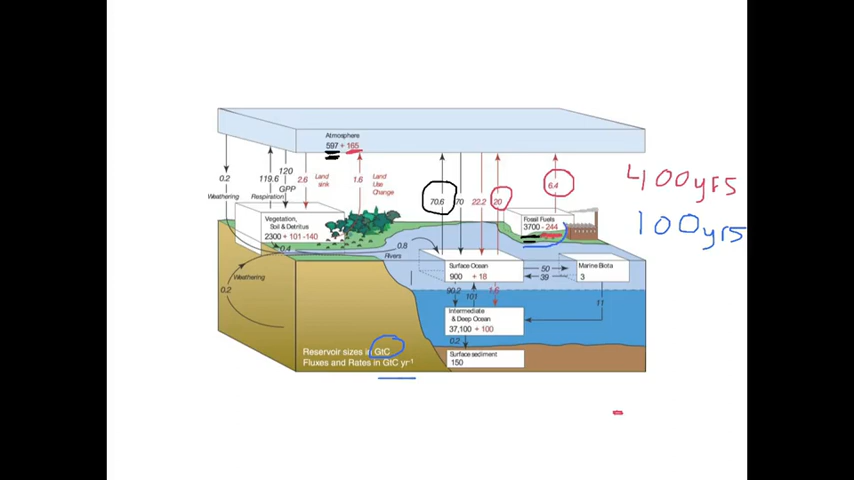 Atmosphere
597 + 165
0.2
Weathering
119.6
Respiration
120
GPP
2.6
Land
sink
1.6
Land
Use
Change
70.6
70
22.2
20
6.4
400yrs
100yrs
Fossil Fuels
3700 - 244
Vegetation,
Soil & Detritus
2300 + 101 -140
0.4
0.8
Rivers
Weathering
0.2
Surface Ocean
900 + 18
50
39
Marine Biota
3
90.2
101
1.6
11
Intermediate
& Deep Ocean
37,100 + 100
0.2
Surface sediment
150
Reservoir sizes in GtC
Fluxes and Rates in GtC yr⁻¹